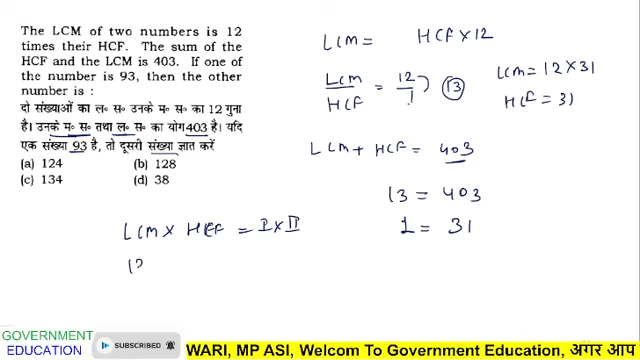 The LCM of two numbers is 12
times their HCF. The sum of the
HCF and the LCM is 403. If one of
the number is 93, then the other
number is :
दो संख्याओं का ल॰ स॰ उनके म॰ स॰ का 12 गुना
है। उनके म॰ स॰ तथा ल॰ स॰ का योग 403 है। यदि
एक संख्या 93 है, तो दूसरी संख्या ज्ञात करें
(a) 124 (b) 128
(c) 134 (d) 38
LCM = HCF × 12
LCM/HCF = 12/1 ) 13
LCM = 12 × 31
HCF = 31
LCM + HCF = 403
13 = 403
1 = 31
LCM × HCF = I × II
12
GOVERNMENT
EDUCATION
SUBSCRIBED
WARI, MP ASI, Welcom To Government Education, अगर आप